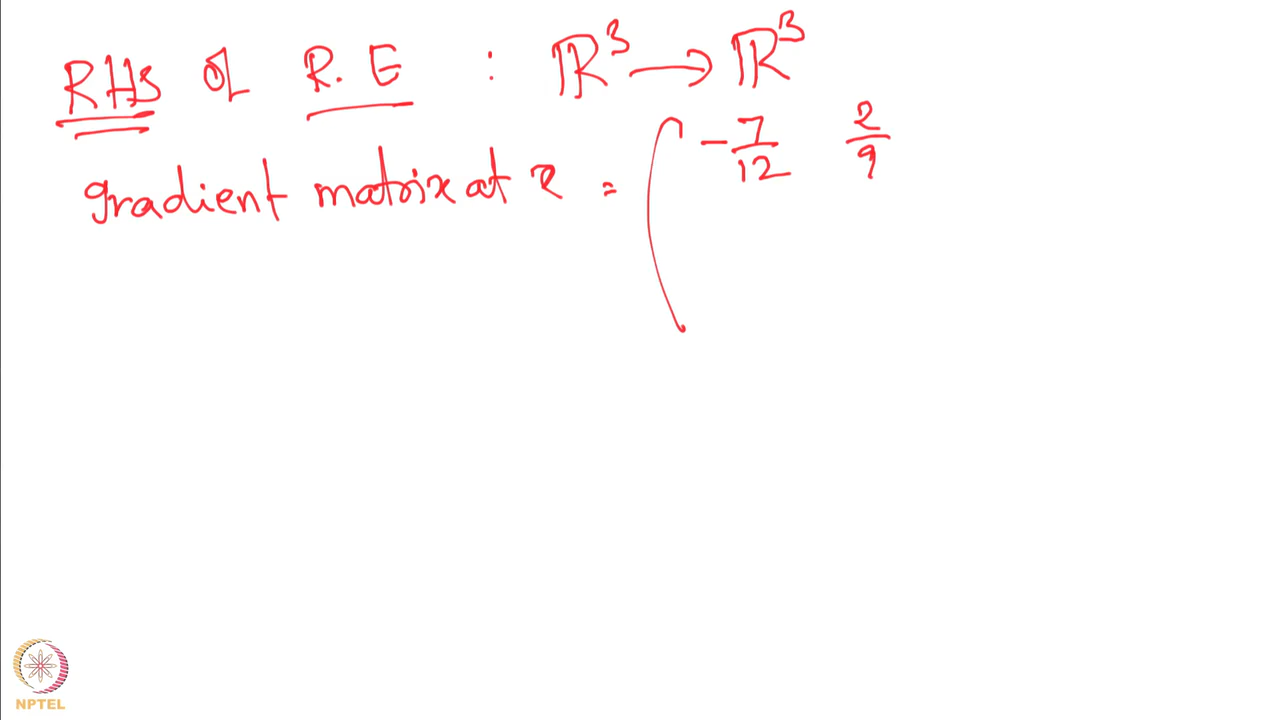 RHS of R.E : ℝ³ → ℝ³
gradient matrix at z = ( -7/12 2/9
NPTEL